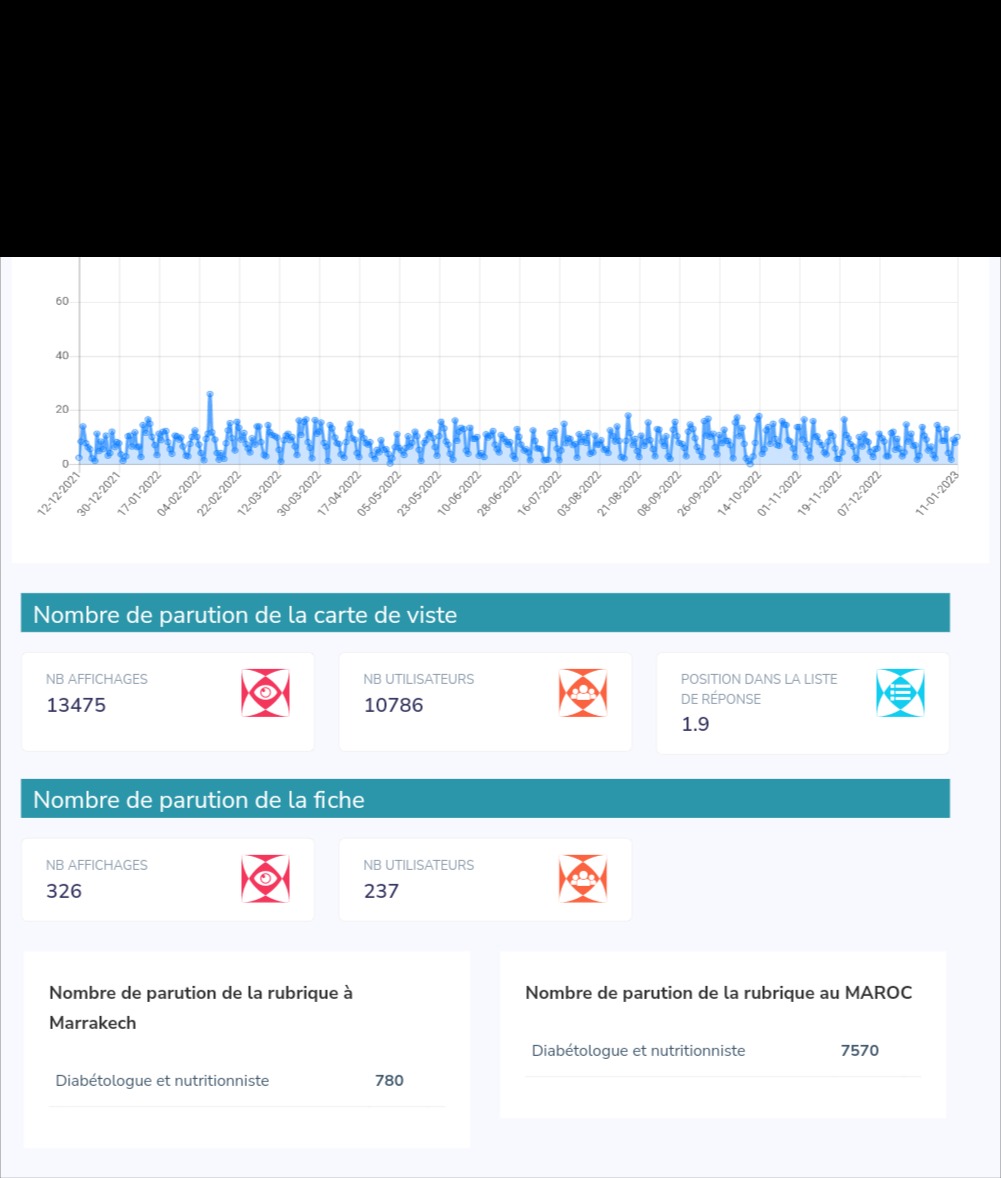 60
40
20
0
12-12-2021
30-12-2021
17-01-2022
04-02-2022
22-02-2022
12-03-2022
30-03-2022
17-04-2022
05-05-2022
23-05-2022
10-06-2022
28-06-2022
16-07-2022
03-08-2022
21-08-2022
08-09-2022
26-09-2022
14-10-2022
01-11-2022
19-11-2022
07-12-2022
11-01-2023
Nombre de parution de la carte de viste
NB AFFICHAGES
13475
NB UTILISATEURS
10786
POSITION DANS LA LISTE
DE RÉPONSE
1.9
Nombre de parution de la fiche
NB AFFICHAGES
326
NB UTILISATEURS
237
Nombre de parution de la rubrique à
Marrakech
Diabétologue et nutritionniste 780
Nombre de parution de la rubrique au MAROC
Diabétologue et nutritionniste 7570